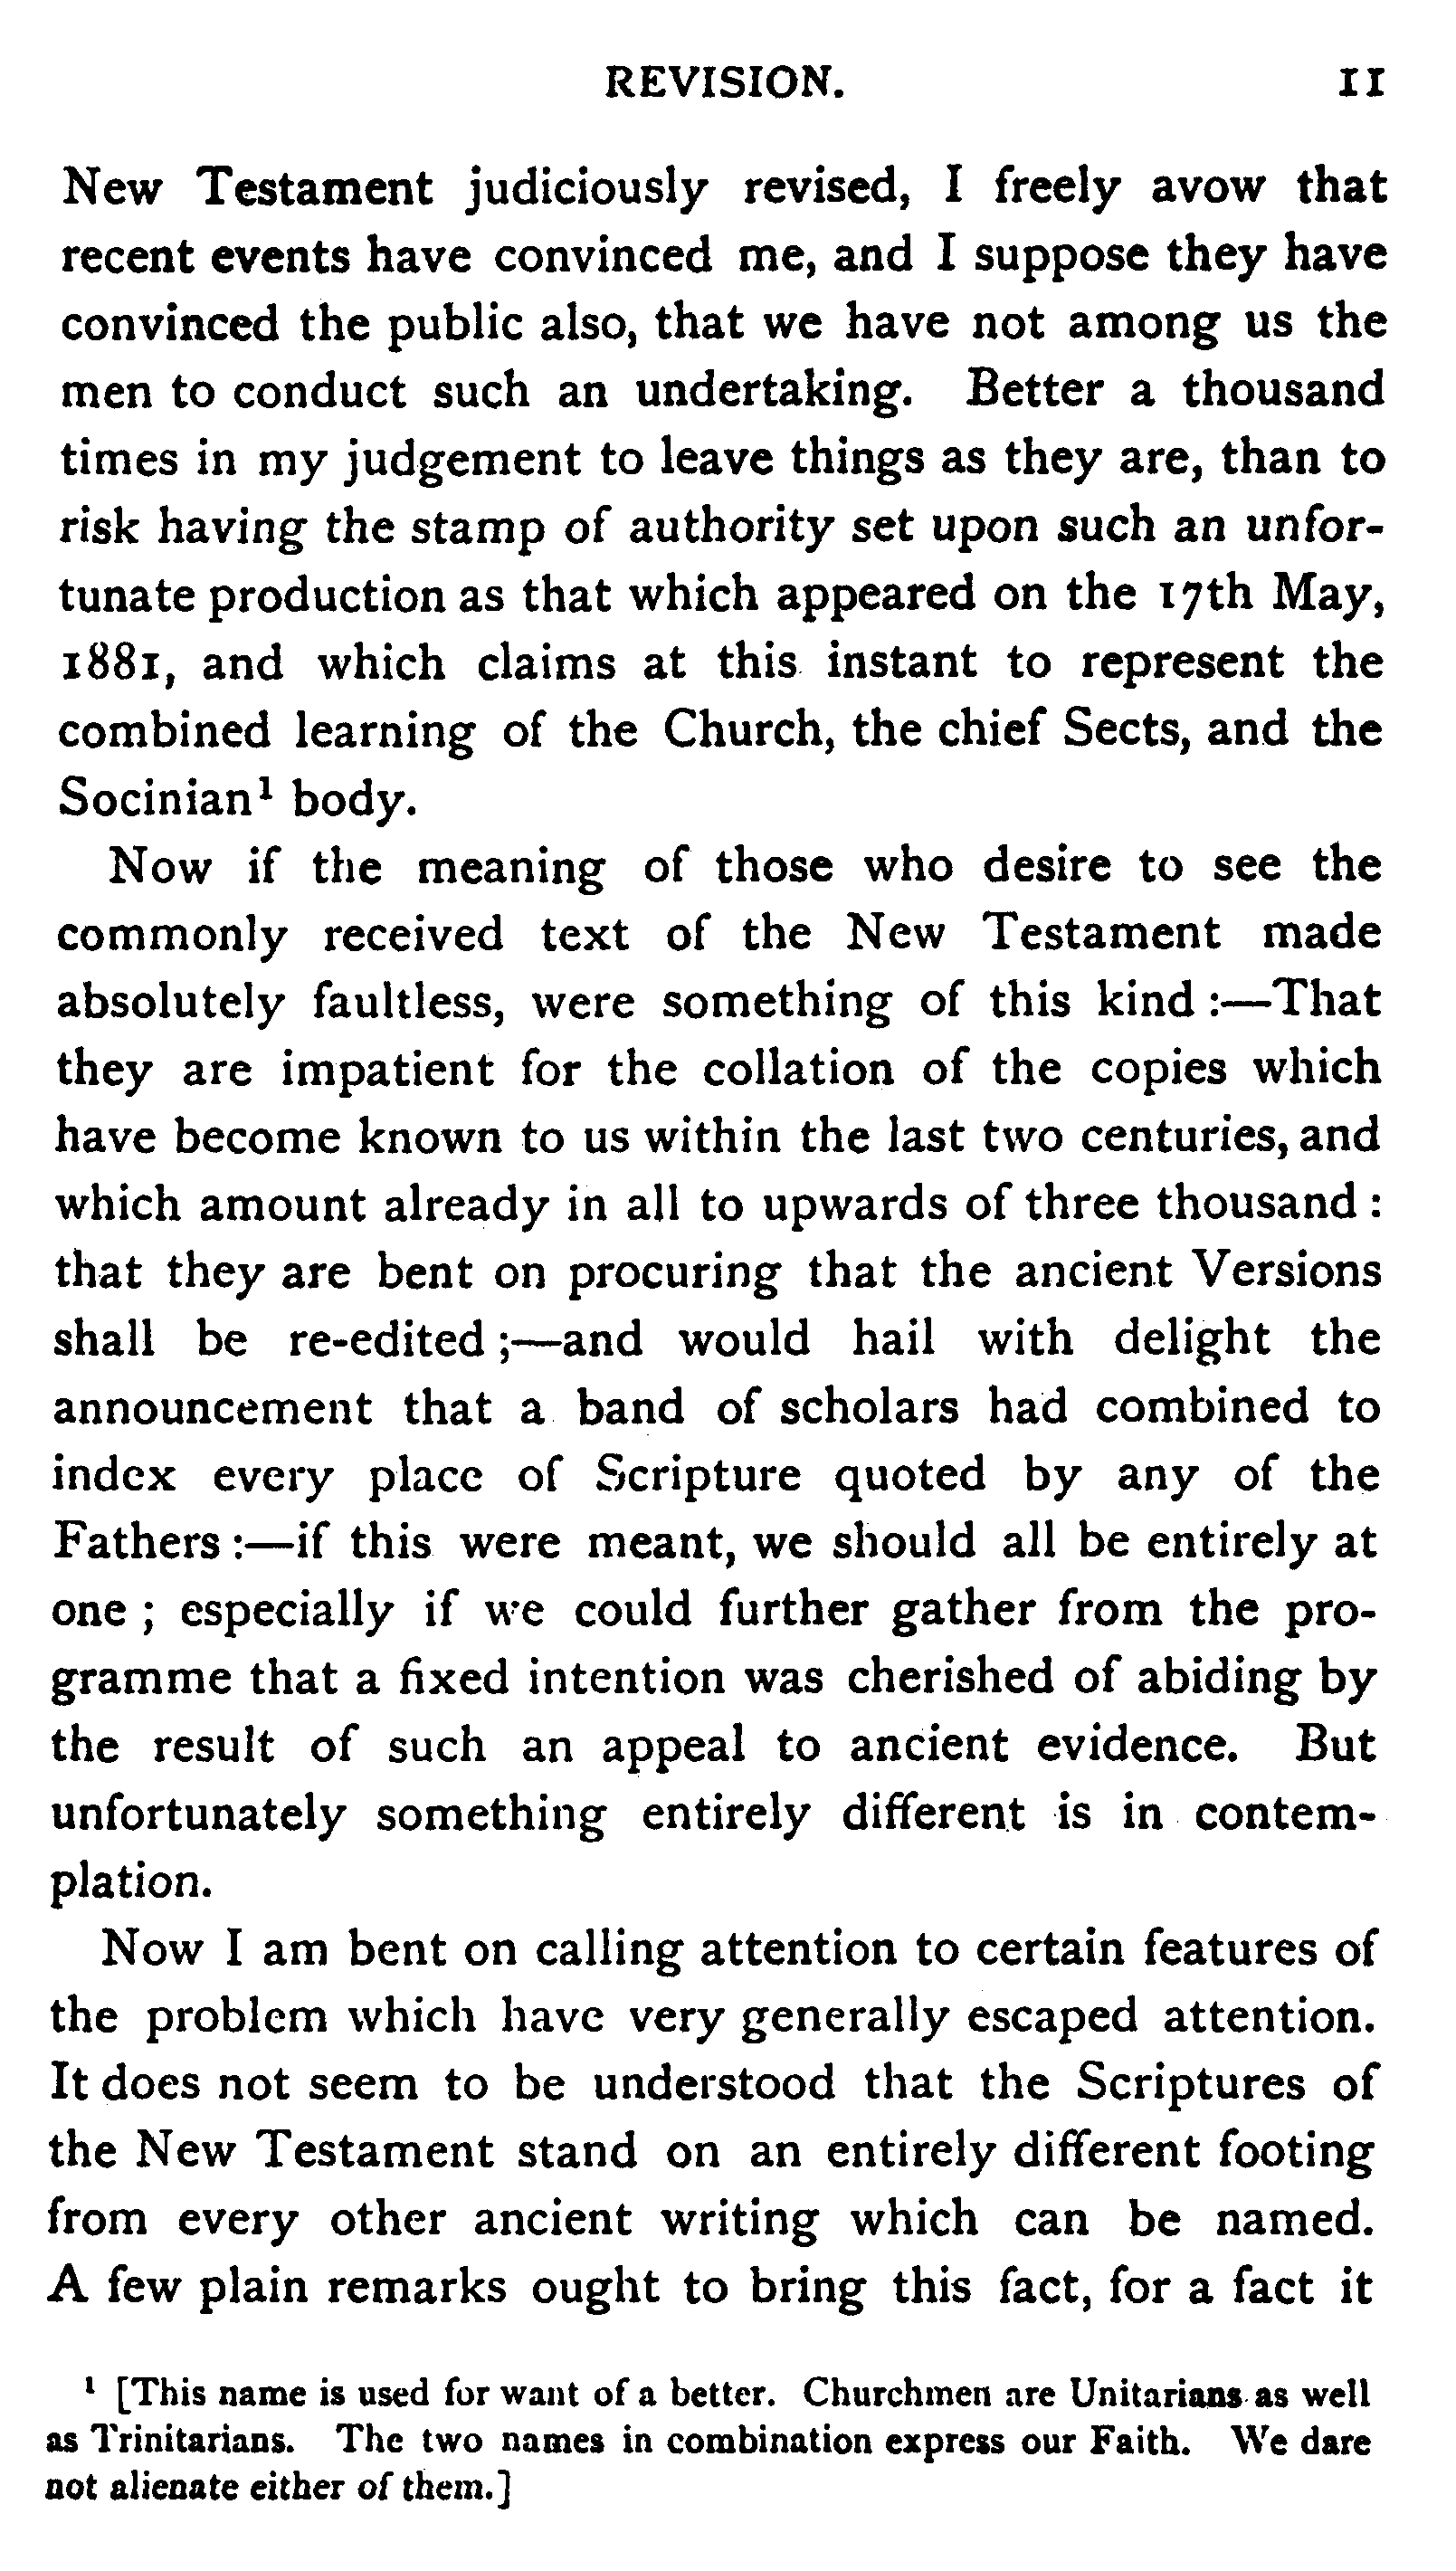 REVISION. 11
New Testament judiciously revised, I freely avow that
recent events have convinced me, and I suppose they have
convinced the public also, that we have not among us the
men to conduct such an undertaking. Better a thousand
times in my judgement to leave things as they are, than to
risk having the stamp of authority set upon such an unfor-
tunate production as that which appeared on the 17th May,
1881, and which claims at this instant to represent the
combined learning of the Church, the chief Sects, and the
Socinian¹ body.
Now if the meaning of those who desire to see the
commonly received text of the New Testament made
absolutely faultless, were something of this kind :—That
they are impatient for the collation of the copies which
have become known to us within the last two centuries, and
which amount already in all to upwards of three thousand :
that they are bent on procuring that the ancient Versions
shall be re-edited ;—and would hail with delight the
announcement that a band of scholars had combined to
index every place of Scripture quoted by any of the
Fathers :—if this were meant, we should all be entirely at
one ; especially if we could further gather from the pro-
gramme that a fixed intention was cherished of abiding by
the result of such an appeal to ancient evidence. But
unfortunately something entirely different is in contem-
plation.
Now I am bent on calling attention to certain features of
the problem which have very generally escaped attention.
It does not seem to be understood that the Scriptures of
the New Testament stand on an entirely different footing
from every other ancient writing which can be named.
A few plain remarks ought to bring this fact, for a fact it
¹ [This name is used for want of a better. Churchmen are Unitarians as well
as Trinitarians. The two names in combination express our Faith. We dare
not alienate either of them.]